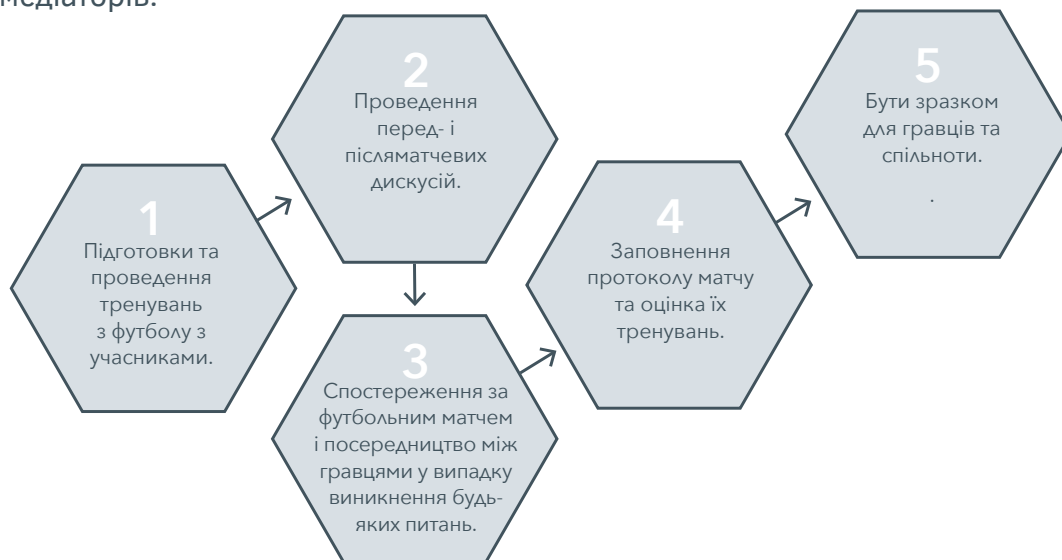 медіаторів.
1
Підготовки та
проведення
тренувань
з футболу з
учасниками.
2
Проведення
перед- і
післяматчевих
дискусій.
3
Спостереження за
футбольним матчем
і посередництво між
гравцями у випадку
виникнення будь-
яких питань.
4
Заповнення
протоколу матчу
та оцінка їх
тренувань.
5
Бути зразком
для гравців та
спільноти.
.